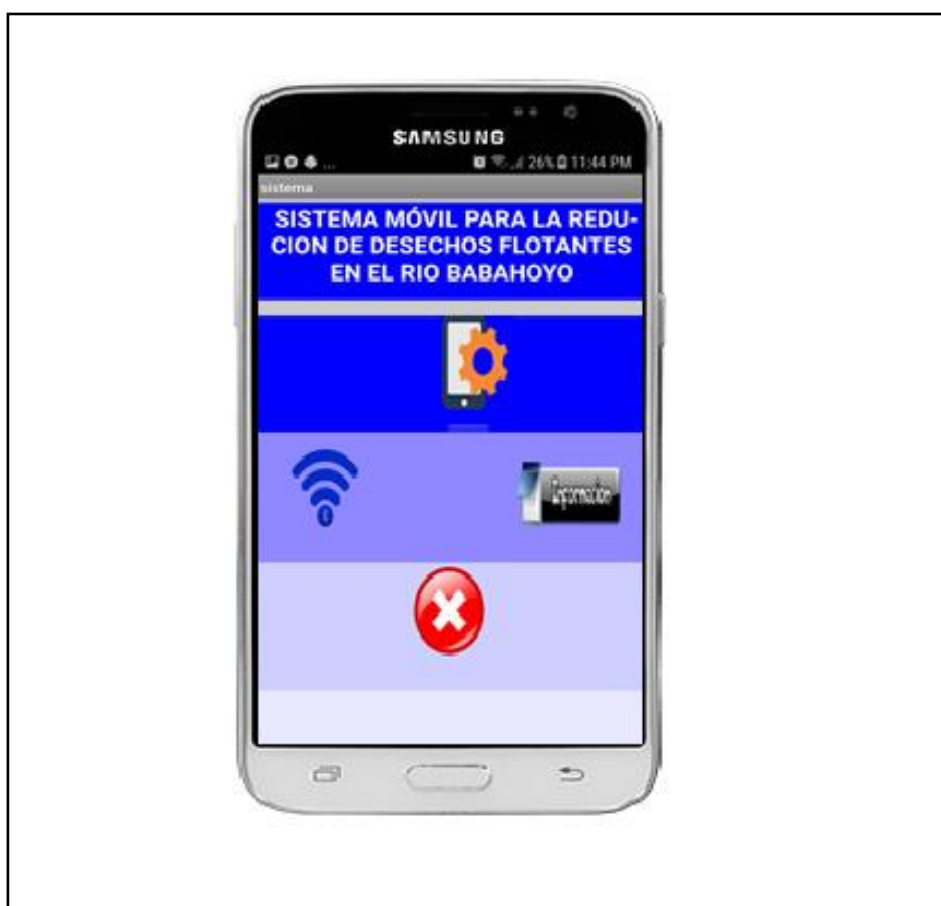 SAMSUNG
... 26% 11:44 PM
sistema
SISTEMA MÓVIL PARA LA REDU-
CION DE DESECHOS FLOTANTES
EN EL RIO BABAHOYO
Información